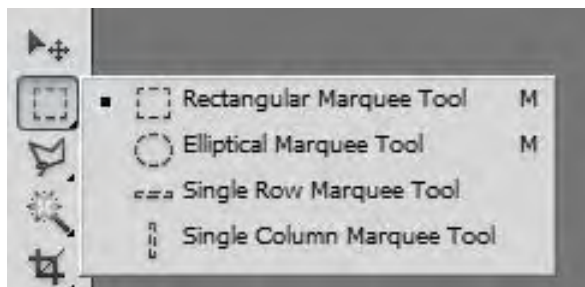 Rectangular Marquee Tool M
Elliptical Marquee Tool M
Single Row Marquee Tool
Single Column Marquee Tool